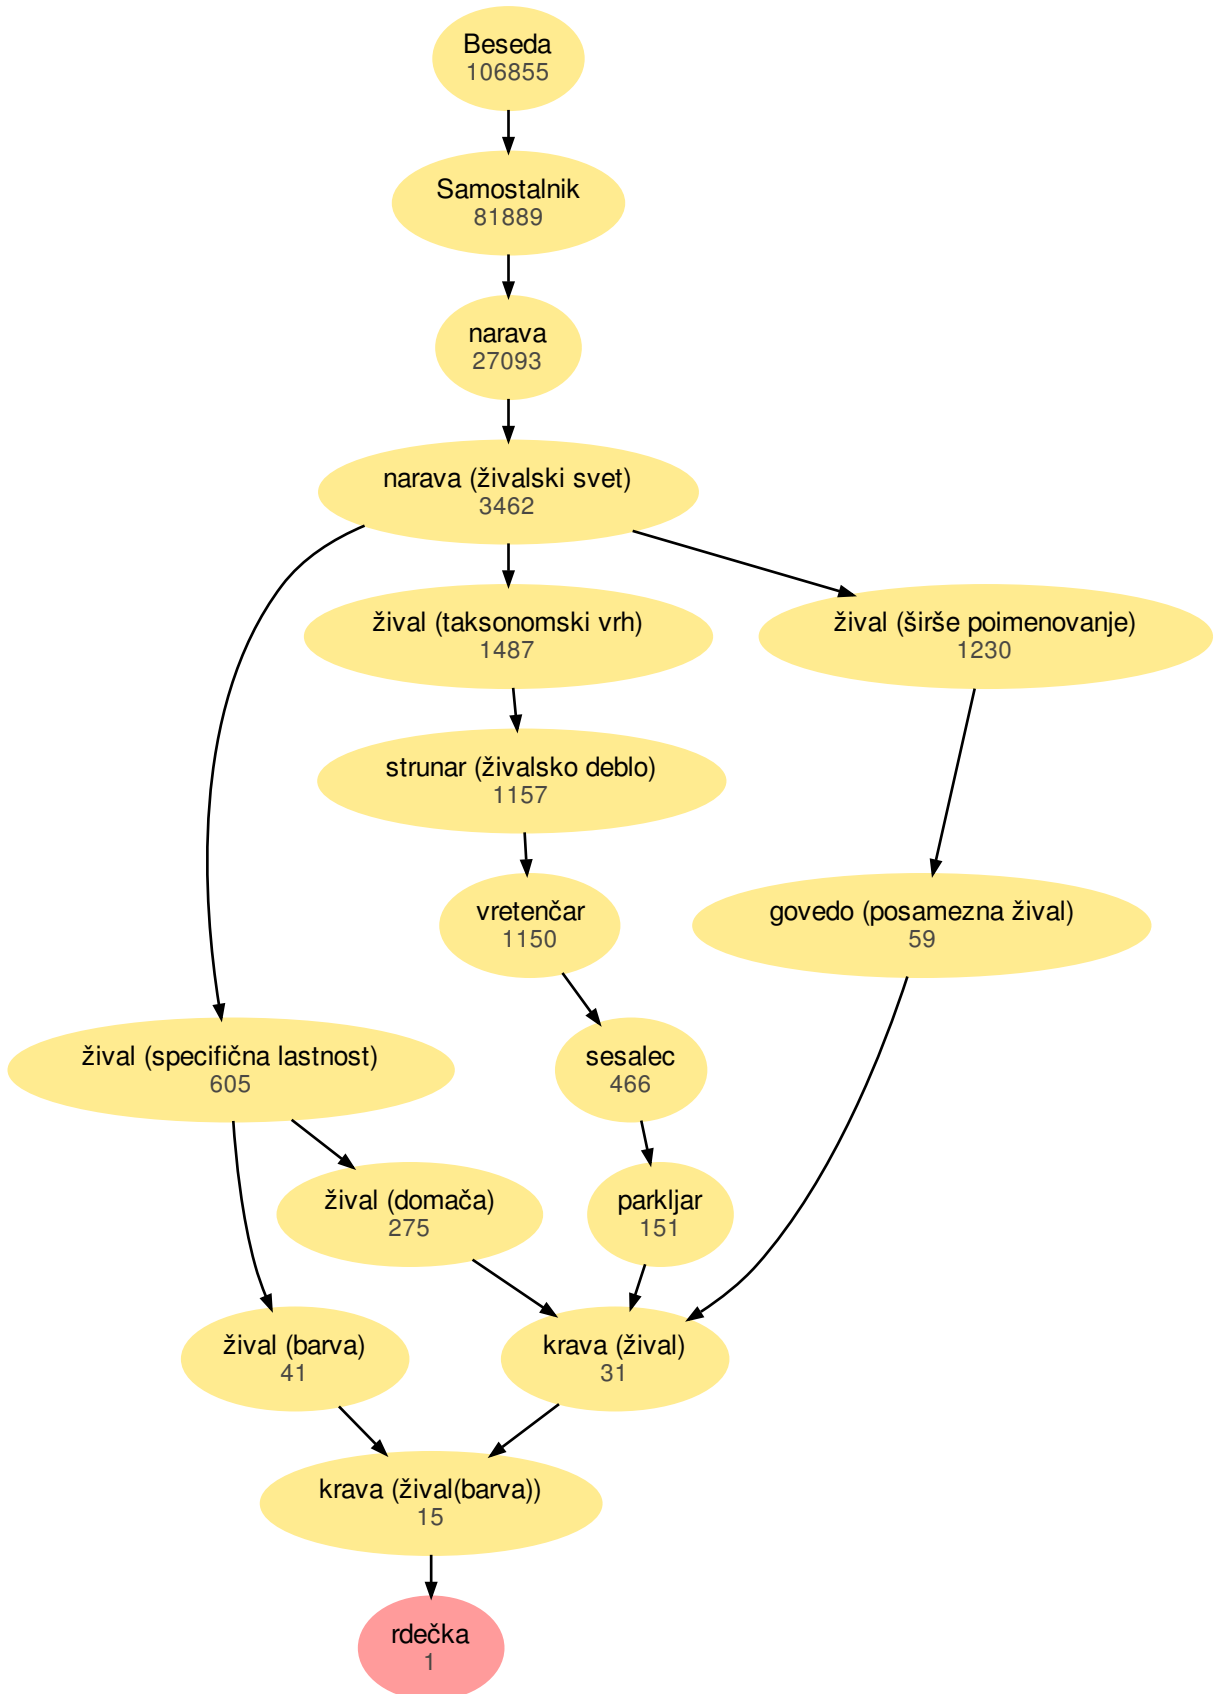 Beseda
106855
Samostalnik
81889
narava
27093
narava (živalski svet)
3462
žival (taksonomski vrh)
1487
žival (širše poimenovanje)
1230
strunar (živalsko deblo)
1157
vretenčar
1150
govedo (posamezna žival)
59
žival (specifična lastnost)
605
sesalec
466
žival (domača)
275
parkljar
151
žival (barva)
41
krava (žival)
31
krava (žival(barva))
15
rdečka
1